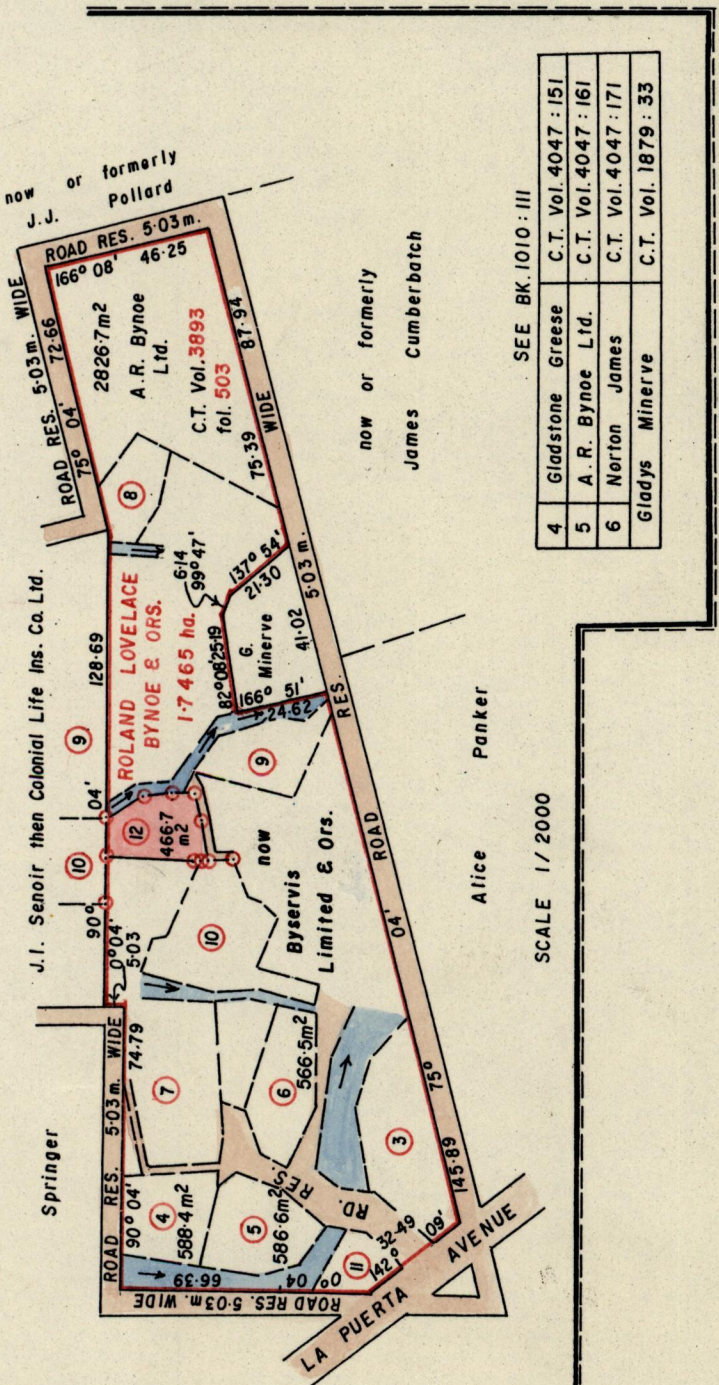 now or formerly
J.J. Pollard
ROAD RES. 5·03m. WIDE
75° 04' 72·66
ROAD RES. 5·03m.
166° 08' 46·25
2826·7m2
A.R. Bynoe
Ltd.
C.T. Vol. 3893
fol. 503
87·94
75·39
WIDE
8
J.I. Senoir then Colonial Life Ins. Co. Ltd.
128·69
9
04'
10
90°
ROLAND LOVELACE
BYNOE & ORS.
1·7465 ha.
6·14
99°47'
137° 54'
21·30
82°08' 25·19
G.
Minerve
41·02
5·03m.
166° 51'
24·62
RES.
12
466·7
m2
9
now
Byservis
Limited & Ors.
10
0°04'
5·03
ROAD
04'
75°
145·89
Springer
ROAD RES. 5·03m. WIDE
90° 04' 74·79
7
4
588·4m2
5
586·6m2
6
566·5m2
3
RD. RES.
11
142° 09'
32·49
0° 04' 66·39
ROAD RES. 5·03m. WIDE
LA PUERTA AVENUE
now or formerly
James Cumberbatch
Alice Panker
SCALE 1/2000
SEE BK. 1010:111
4 Gladstone Greese C.T. Vol. 4047:151
5 A.R. Bynoe Ltd. C.T. Vol. 4047:161
6 Norton James C.T. Vol. 4047:171
Gladys Minerve C.T. Vol. 1879:33